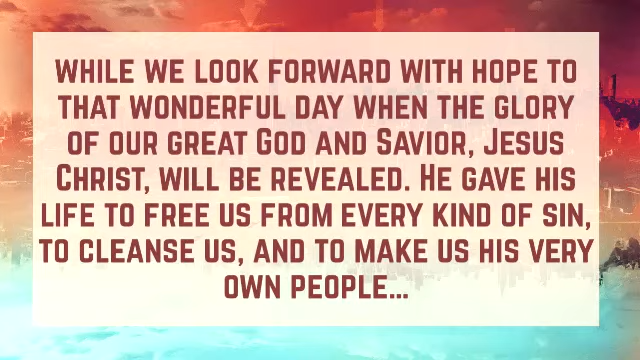 while we look forward with hope to
that wonderful day when the glory
of our great God and Savior, Jesus
Christ, will be revealed. He gave his
life to free us from every kind of sin,
to cleanse us, and to make us his very
own people...